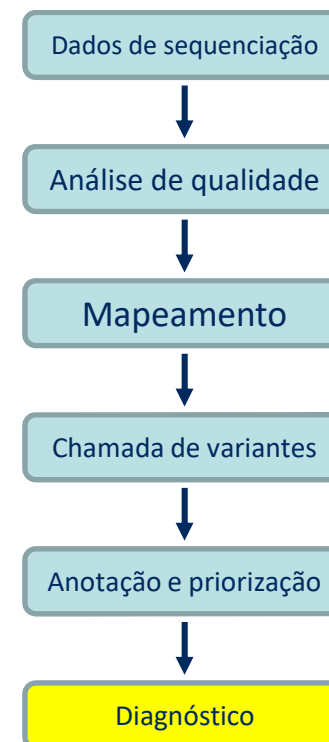 Dados de sequenciação
Análise de qualidade
Mapeamento
Chamada de variantes
Anotação e priorização
Diagnóstico